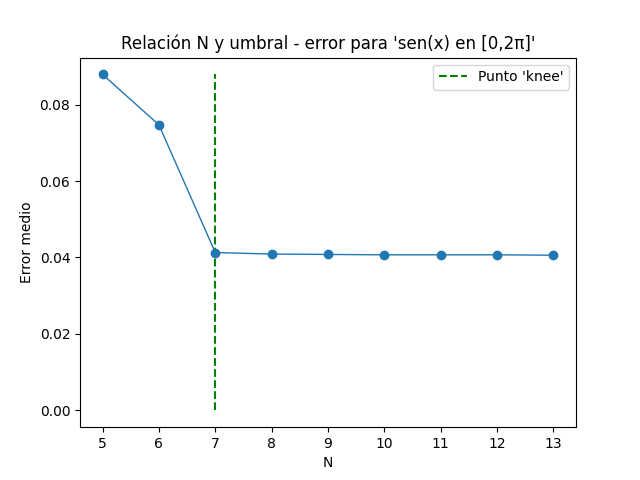 Relación N y umbral - error para 'sen(x) en [0,2π]'
Punto 'knee'
Error medio
0.08
0.06
0.04
0.02
0.00
5 6 7 8 9 10 11 12 13
N